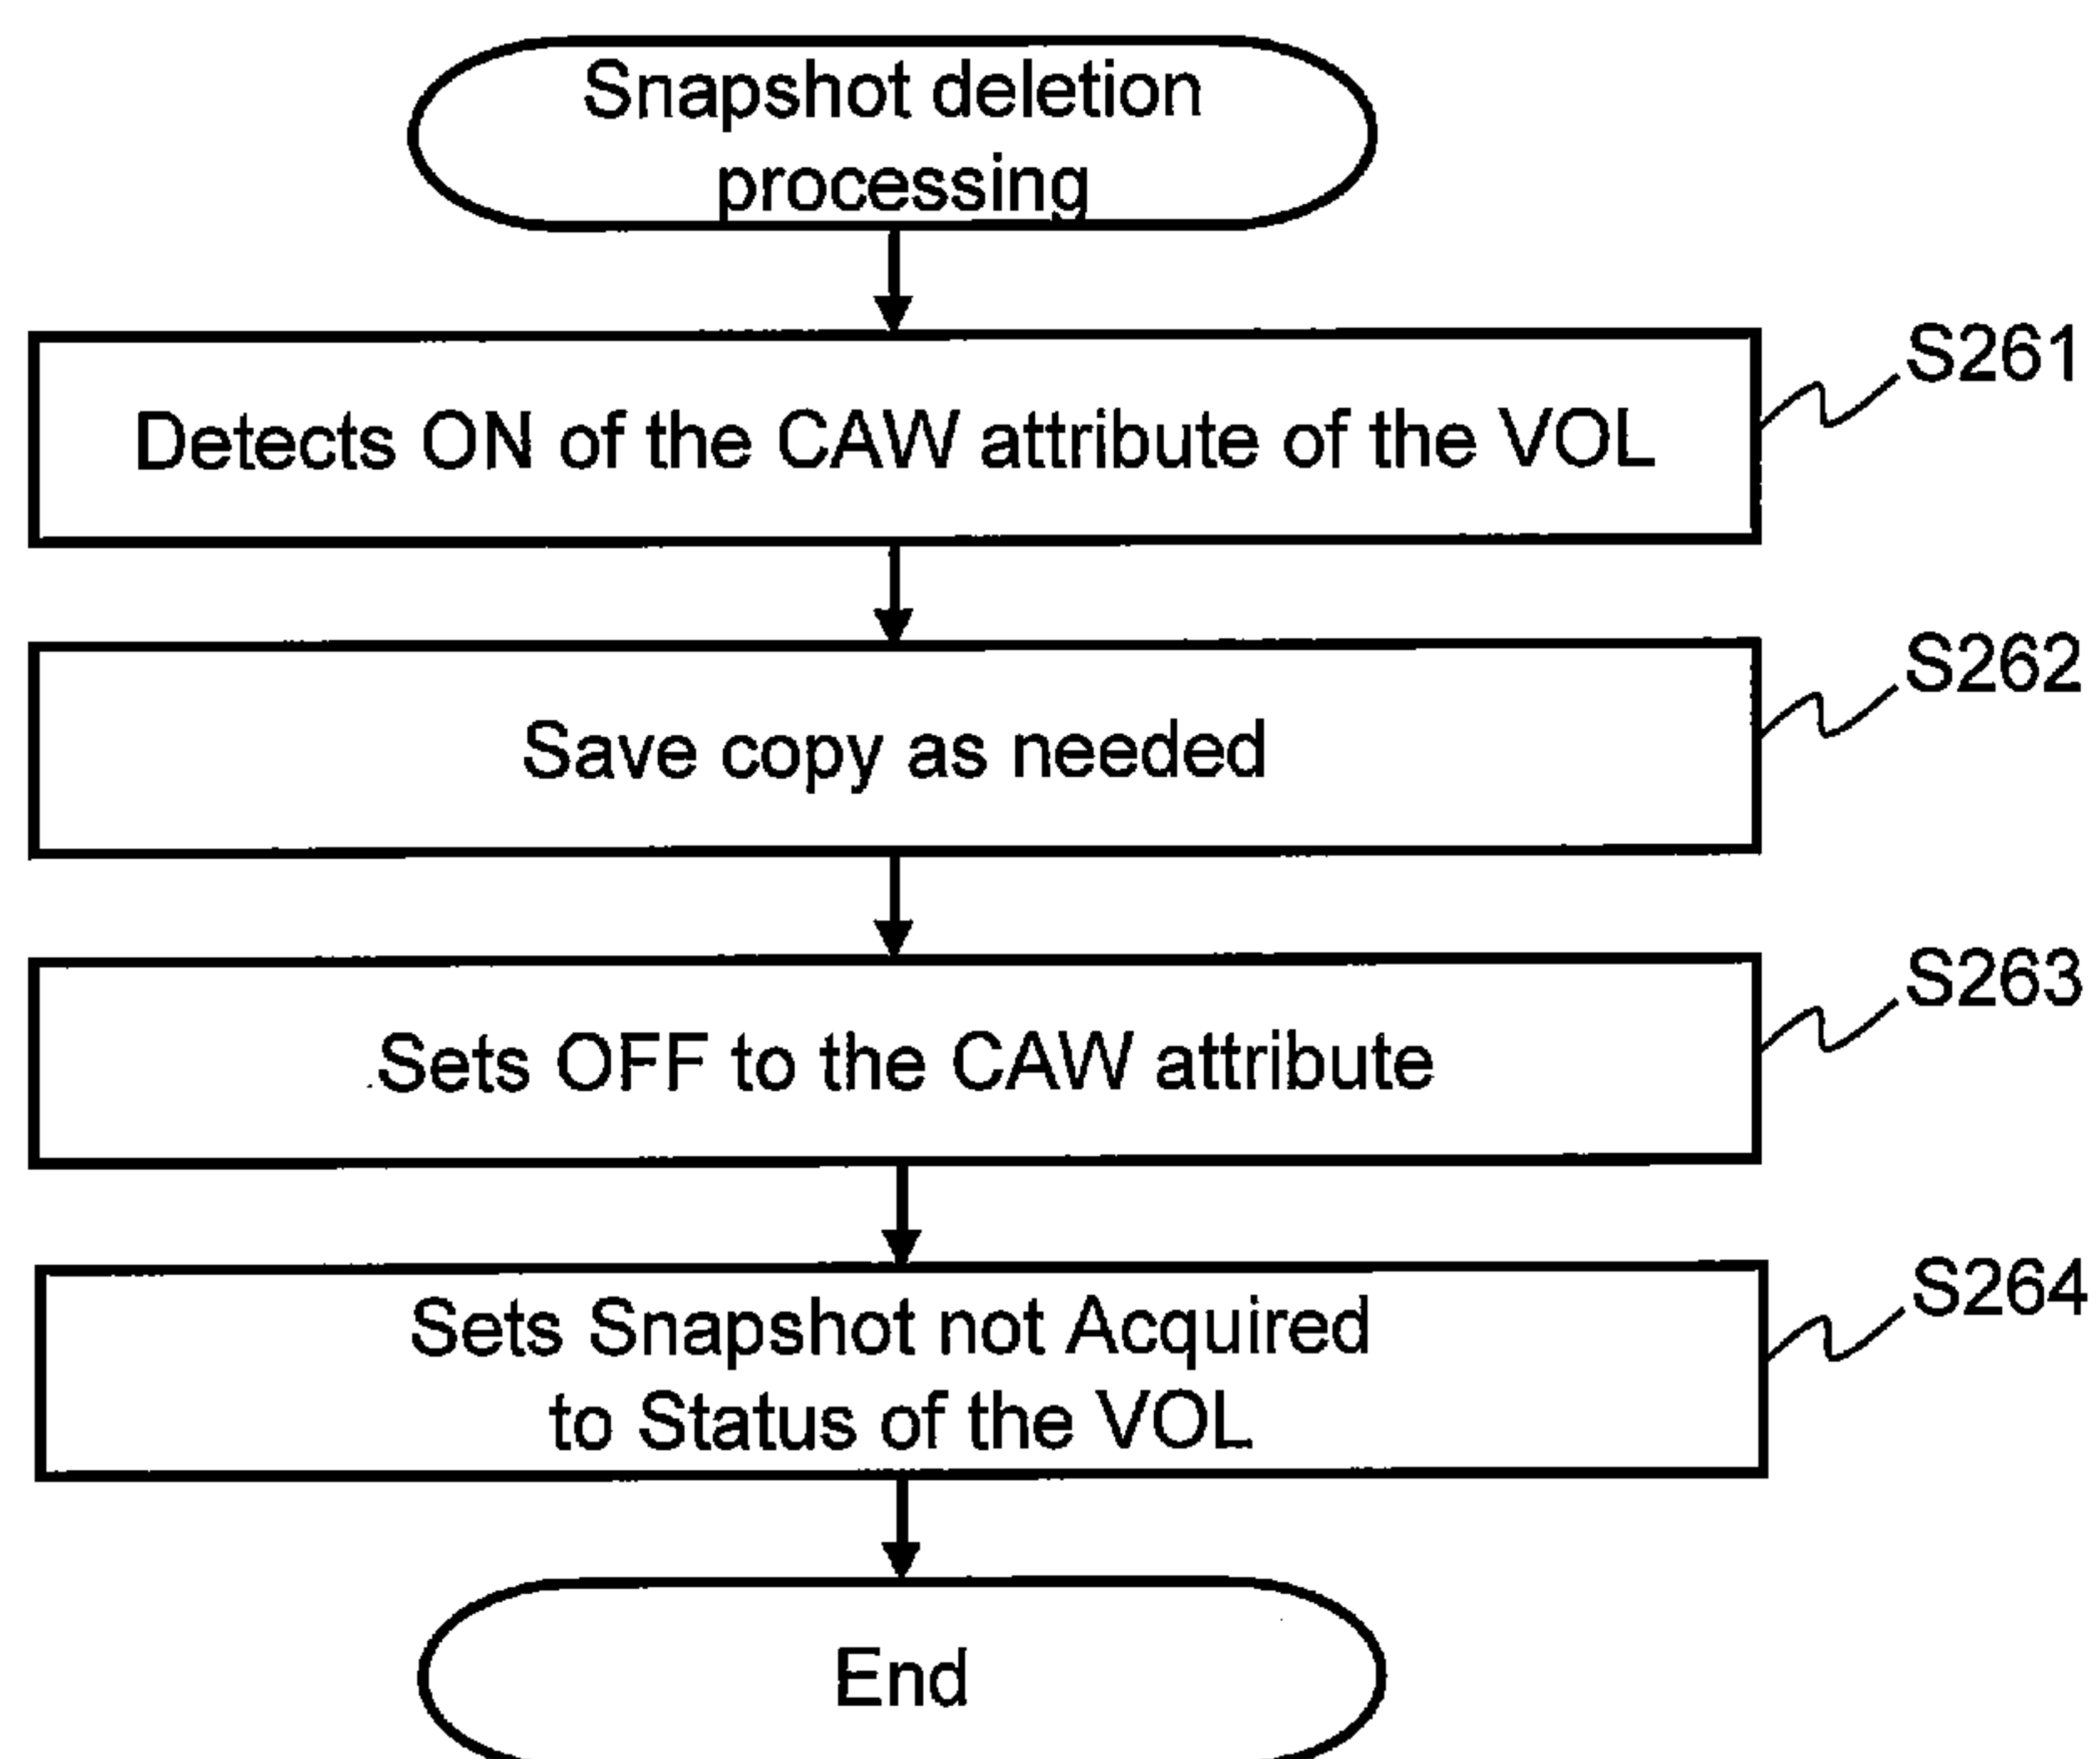 Snapshot deletion
processing
S261
Detects ON of the CAW attribute of the VOL
S262
Save copy as needed
S263
Sets OFF to the CAW attribute
S264
Sets Snapshot not Acquired
to Status of the VOL
End